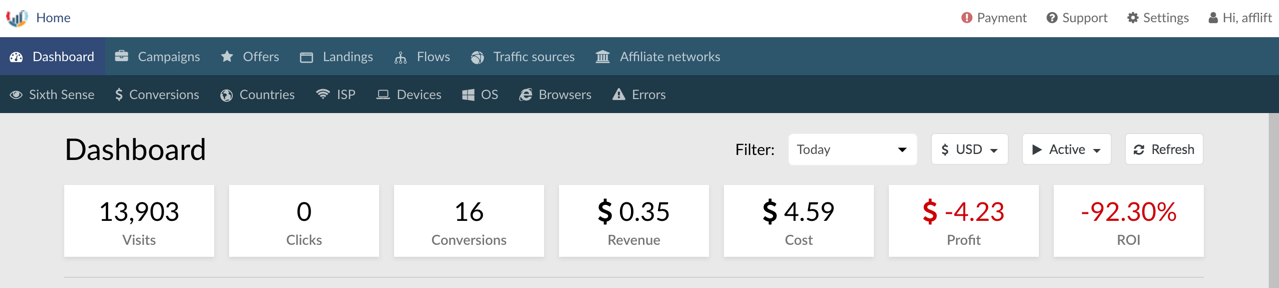 Home Payment Support Settings Hi, afflift
Dashboard Campaigns Offers Landings Flows Traffic sources Affiliate networks
Sixth Sense $ Conversions Countries ISP Devices OS Browsers Errors
Dashboard Filter: Today $ USD Active Refresh
13,903 0 16 $ 0.35 $ 4.59 $ -4.23 -92.30%
Visits Clicks Conversions Revenue Cost Profit ROI